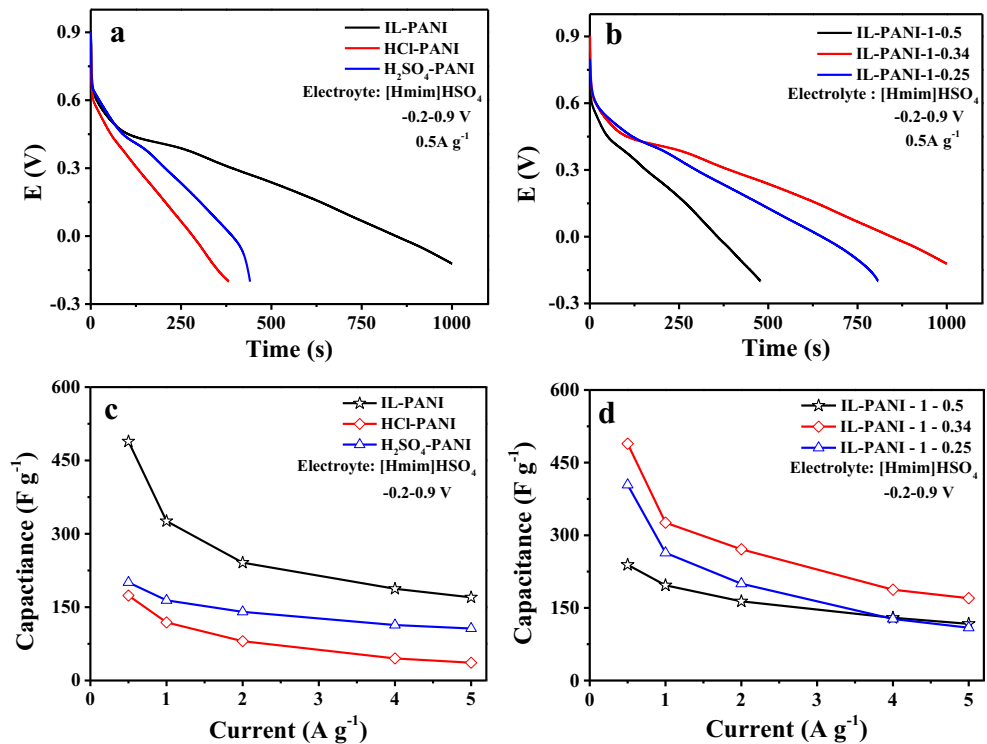 a
IL-PANI
HCl-PANI
H₂SO₄-PANI
Electroyte: [Hmim]HSO₄
-0.2-0.9 V
0.5A g⁻¹
E (V)
0.9
0.6
0.3
0.0
-0.3
0 250 500 750 1000
Time (s)
b
IL-PANI-1-0.5
IL-PANI-1-0.34
IL-PANI-1-0.25
Electrolyte : [Hmim]HSO₄
-0.2-0.9 V
0.5A g⁻¹
E (V)
0.9
0.6
0.3
0.0
-0.3
0 250 500 750 1000
Time (s)
c
IL-PANI
HCl-PANI
H₂SO₄-PANI
Electroyte: [Hmim]HSO₄
-0.2-0.9 V
Capactiance (F g⁻¹)
600
450
300
150
0
0 1 2 3 4 5
Current (A g⁻¹)
d
IL-PANI - 1 - 0.5
IL-PANI - 1 - 0.34
IL-PANI - 1 - 0.25
Electrolyte: [Hmim]HSO₄
-0.2-0.9 V
Capacitance (F g⁻¹)
600
450
300
150
0
0 1 2 3 4 5
Current (A g⁻¹)